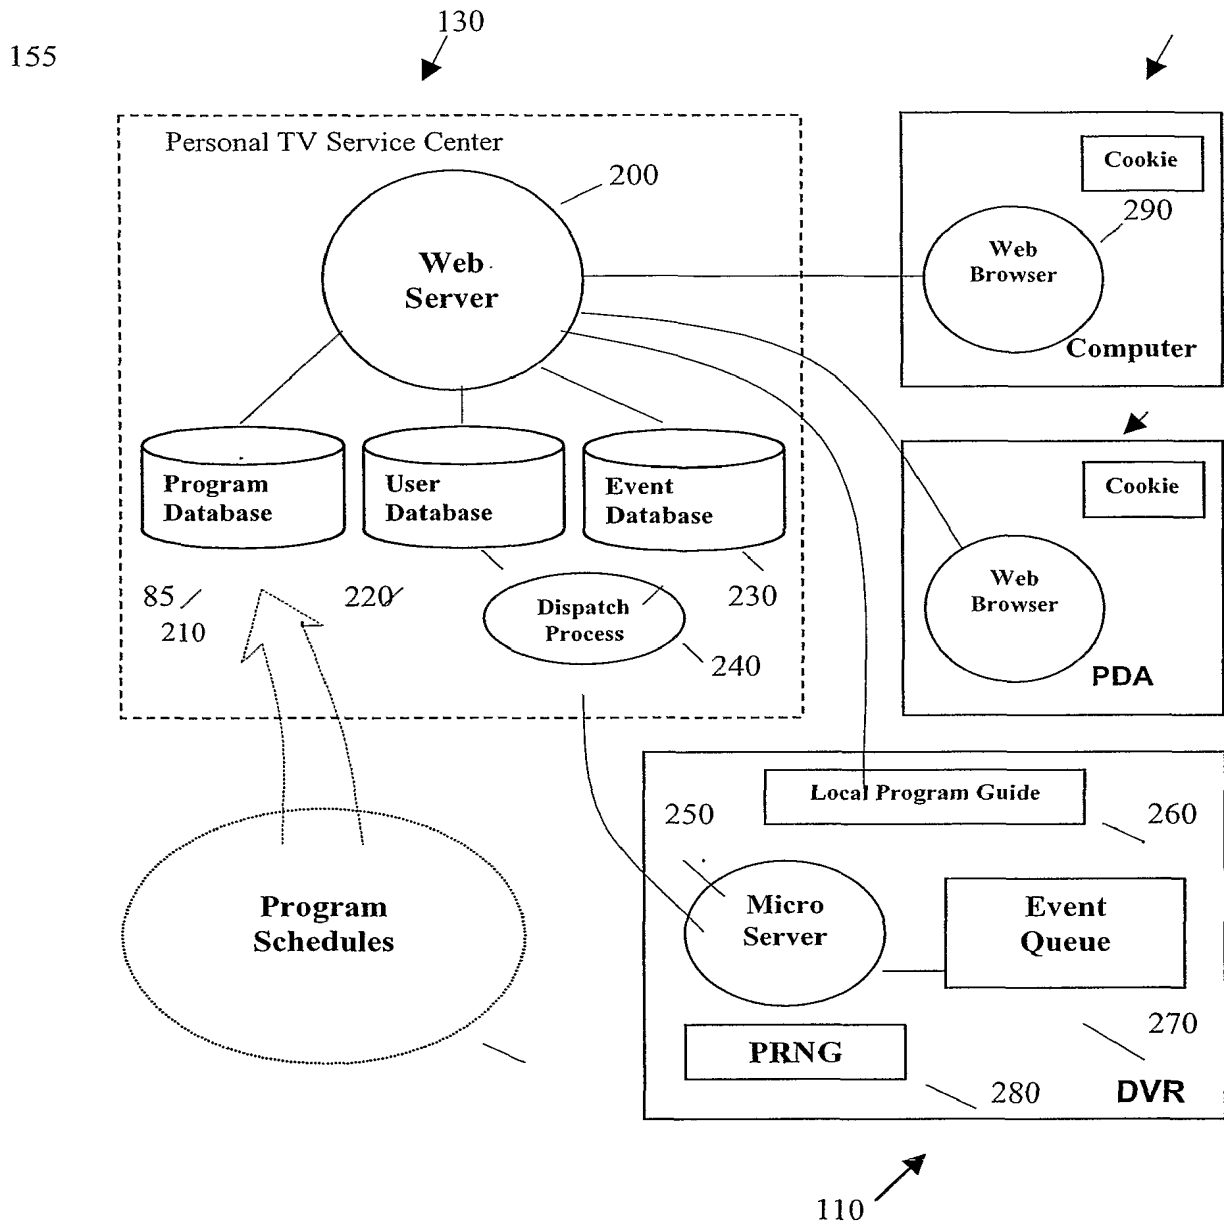 130
155
Personal TV Service Center
200
Web
Server
Cookie
290
Web
Browser
Computer
Program
Database
User
Database
Event
Database
Cookie
85
210
220
230
Dispatch
Process
240
Web
Browser
PDA
Local Program Guide
250
260
Program
Schedules
Micro
Server
Event
Queue
270
PRNG
280
DVR
110